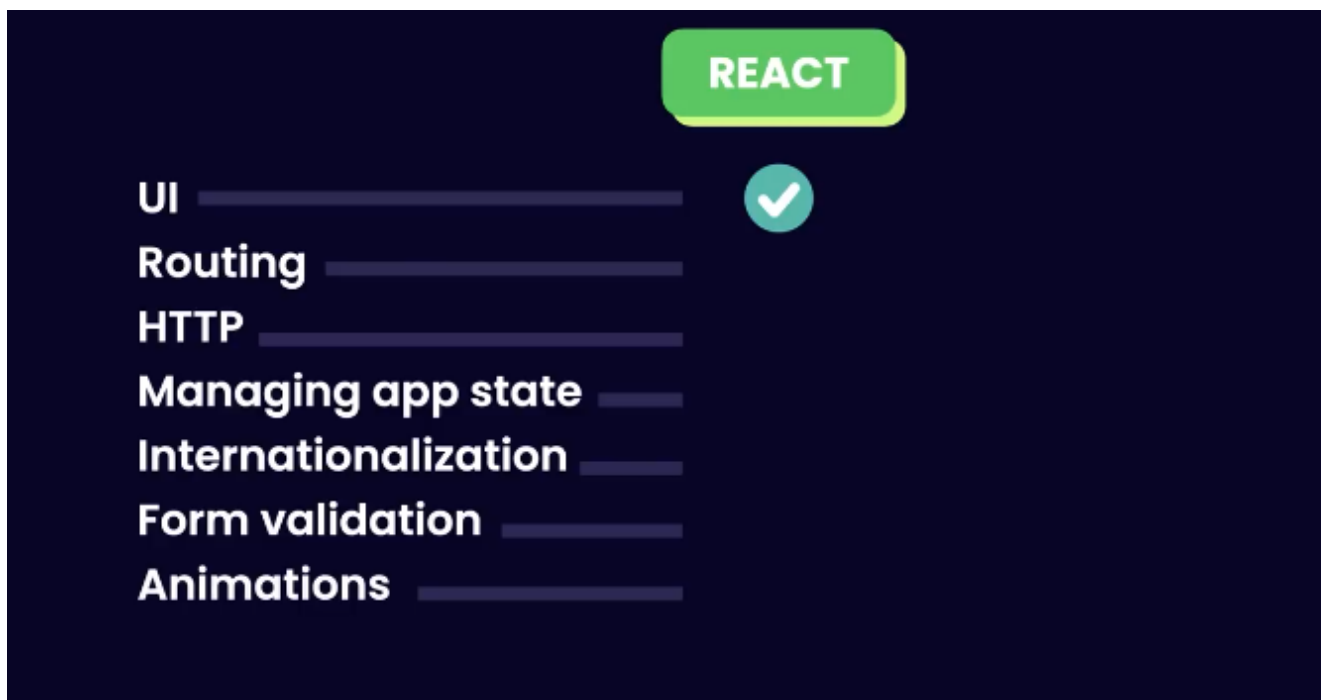 REACT
UI
Routing
HTTP
Managing app state
Internationalization
Form validation
Animations